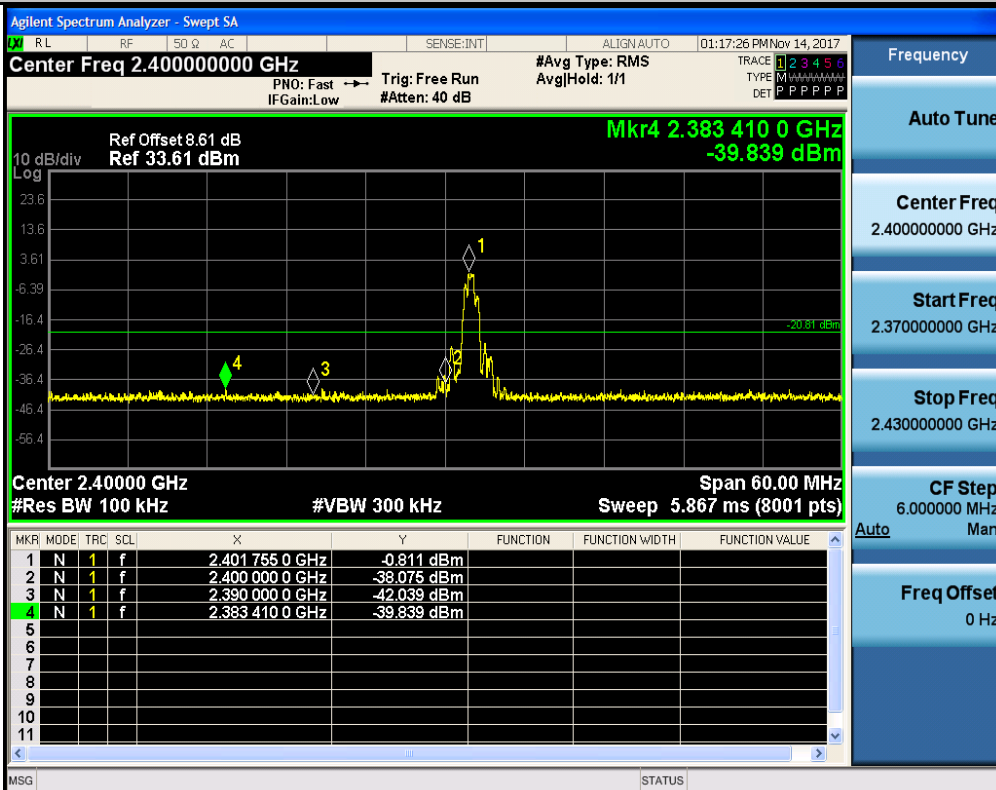 Agilent Spectrum Analyzer - Swept SA
LXI RL RF 50 Ω AC SENSE:INT ALIGN AUTO 01:17:26 PM Nov 14, 2017
Center Freq 2.400000000 GHz
PNO: Fast
IFGain:Low
Trig: Free Run
#Atten: 40 dB
#Avg Type: RMS
Avg|Hold: 1/1
TRACE 1 2 3 4 5 6
TYPE M
DET P P P P P P
Ref Offset 8.61 dB
10 dB/div Ref 33.61 dBm
Log
Mkr4 2.383 410 0 GHz
-39.839 dBm
23.6
13.6
3.61
-6.39
-16.4
-26.4
-36.4
-46.4
-56.4
1
2
3
4
-20.81 dBm
Center 2.40000 GHz Span 60.00 MHz
#Res BW 100 kHz #VBW 300 kHz Sweep 5.867 ms (8001 pts)
MKR MODE TRC SCL X Y FUNCTION FUNCTION WIDTH FUNCTION VALUE
1 N 1 f 2.401 755 0 GHz -0.811 dBm
2 N 1 f 2.400 000 0 GHz -38.075 dBm
3 N 1 f 2.390 000 0 GHz -42.039 dBm
4 N 1 f 2.383 410 0 GHz -39.839 dBm
5
6
7
8
9
10
11
MSG STATUS
Frequency
Auto Tune
Center Freq
2.400000000 GHz
Start Freq
2.370000000 GHz
Stop Freq
2.430000000 GHz
CF Step
6.000000 MHz
Auto Man
Freq Offset
0 Hz